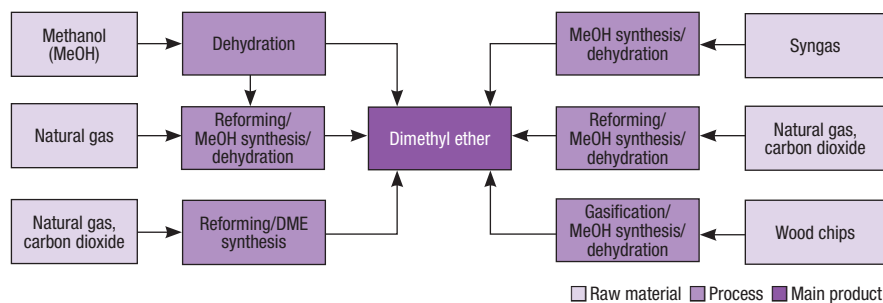 Methanol
(MeOH)
Dehydration
MeOH synthesis/
dehydration
Syngas
Natural gas
Reforming/
MeOH synthesis/
dehydration
Dimethyl ether
Reforming/
MeOH synthesis/
dehydration
Natural gas,
carbon dioxide
Natural gas,
carbon dioxide
Reforming/DME
synthesis
Gasification/
MeOH synthesis/
dehydration
Wood chips
Raw material Process Main product